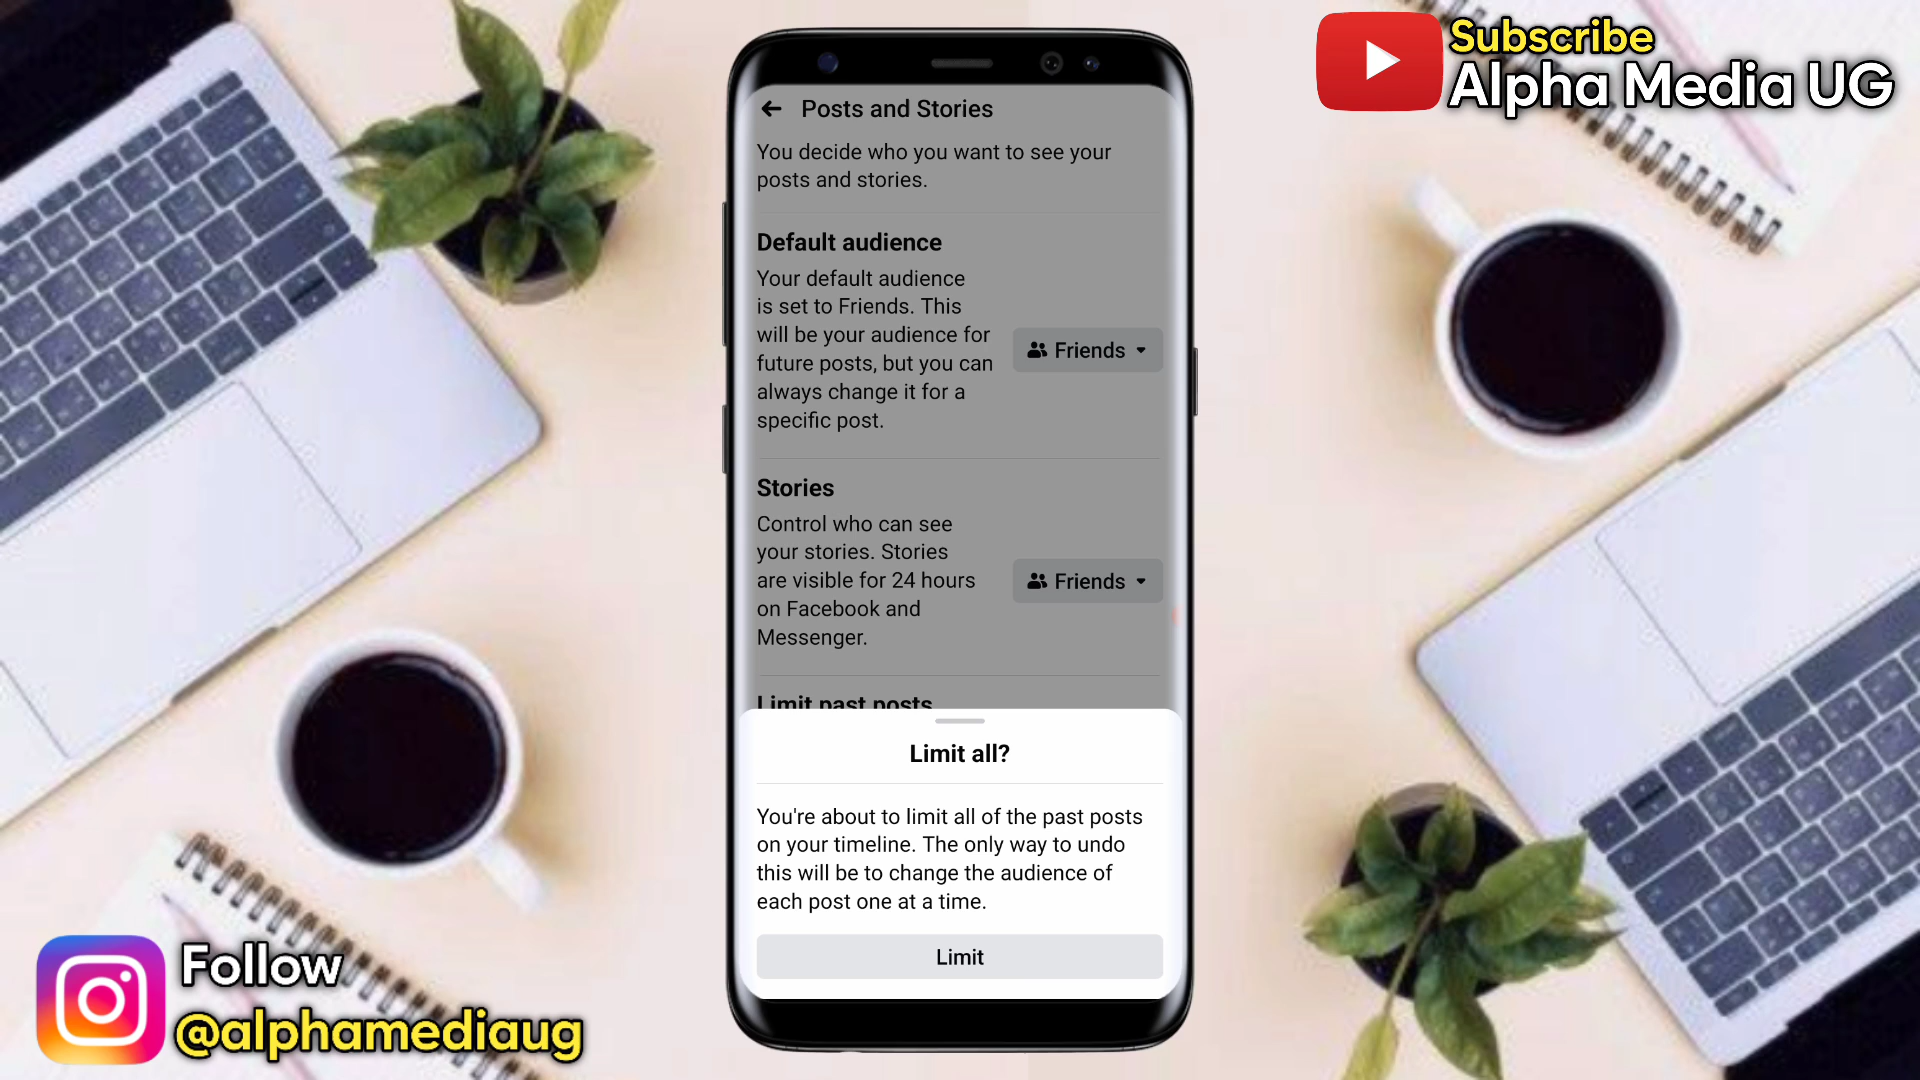 Subscribe
Alpha Media UG
Posts and Stories
You decide who you want to see your
posts and stories.
Default audience
Your default audience
is set to Friends. This
will be your audience for
future posts, but you can
always change it for a
specific post.
Friends
Stories
Control who can see
your stories. Stories
are visible for 24 hours
on Facebook and
Messenger.
Friends
Limit past posts
Limit all?
You're about to limit all of the past posts
on your timeline. The only way to undo
this will be to change the audience of
each post one at a time.
Limit
Follow
@alphamediaug